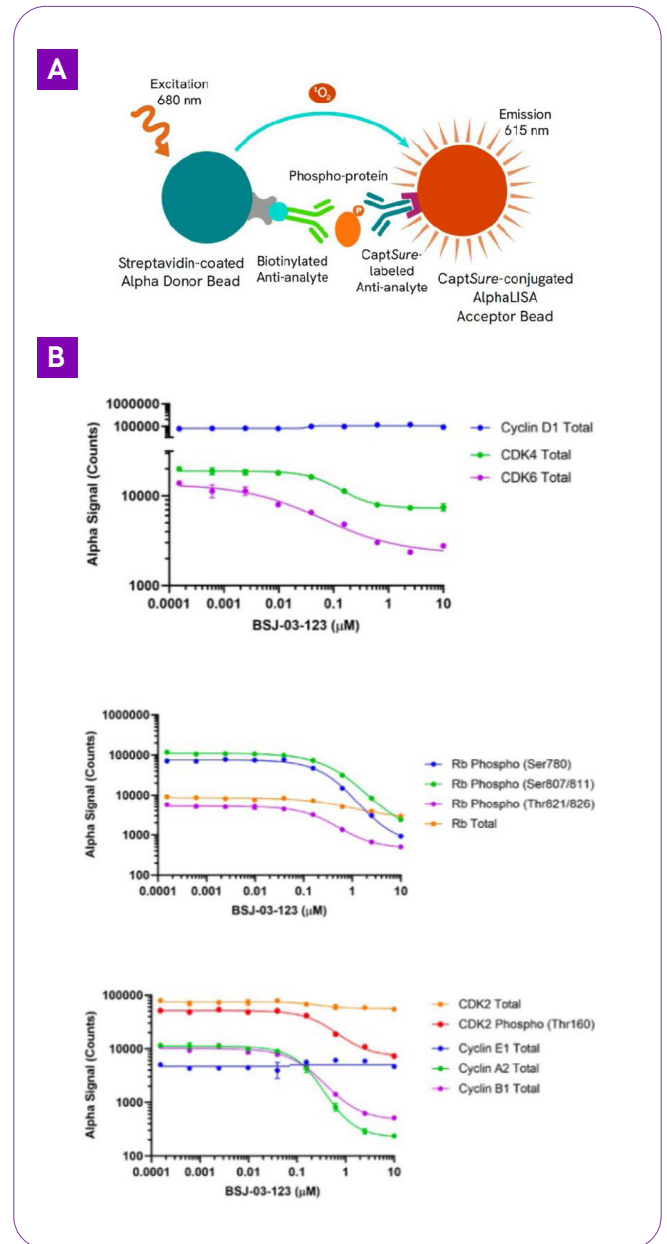 A
Excitation
680 nm
¹O₂
Emission
615 nm
Phospho-protein
P
Streptavidin-coated
Alpha Donor Bead
Biotinylated
Anti-analyte
CaptSure-
labeled
Anti-analyte
CaptSure-conjugated
AlphaLISA
Acceptor Bead
B
Alpha Signal (Counts)
1000000
100000
10000
1000
0.0001 0.001 0.01 0.1 1 10
BSJ-03-123 (μM)
Cyclin D1 Total
CDK4 Total
CDK6 Total
Alpha Signal (Counts)
1000000
100000
10000
1000
100
0.0001 0.001 0.01 0.1 1 10
BSJ-03-123 (μM)
Rb Phospho (Ser780)
Rb Phospho (Ser807/811)
Rb Phospho (Thr821/826)
Rb Total
Alpha Signal (Counts)
100000
10000
1000
100
0.0001 0.001 0.01 0.1 1 10
BSJ-03-123 (μM)
CDK2 Total
CDK2 Phospho (Thr160)
Cyclin E1 Total
Cyclin A2 Total
Cyclin B1 Total